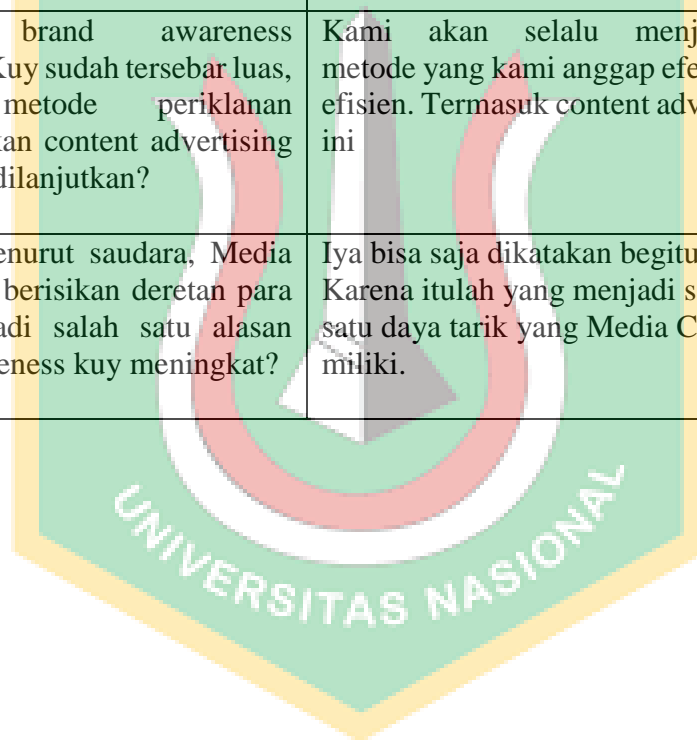 brand awareness
Kuy sudah tersebar luas,
metode periklanan
kan content advertising
dilanjutkan?
Kami akan selalu menj
metode yang kami anggap efe
efisien. Termasuk content adv
ini
enurut saudara, Media
berisikan deretan para
adi salah satu alasan
eness kuy meningkat?
Iya bisa saja dikatakan begitu
Karena itulah yang menjadi s
satu daya tarik yang Media C
miliki.
UNIVERSITAS NASIONAL